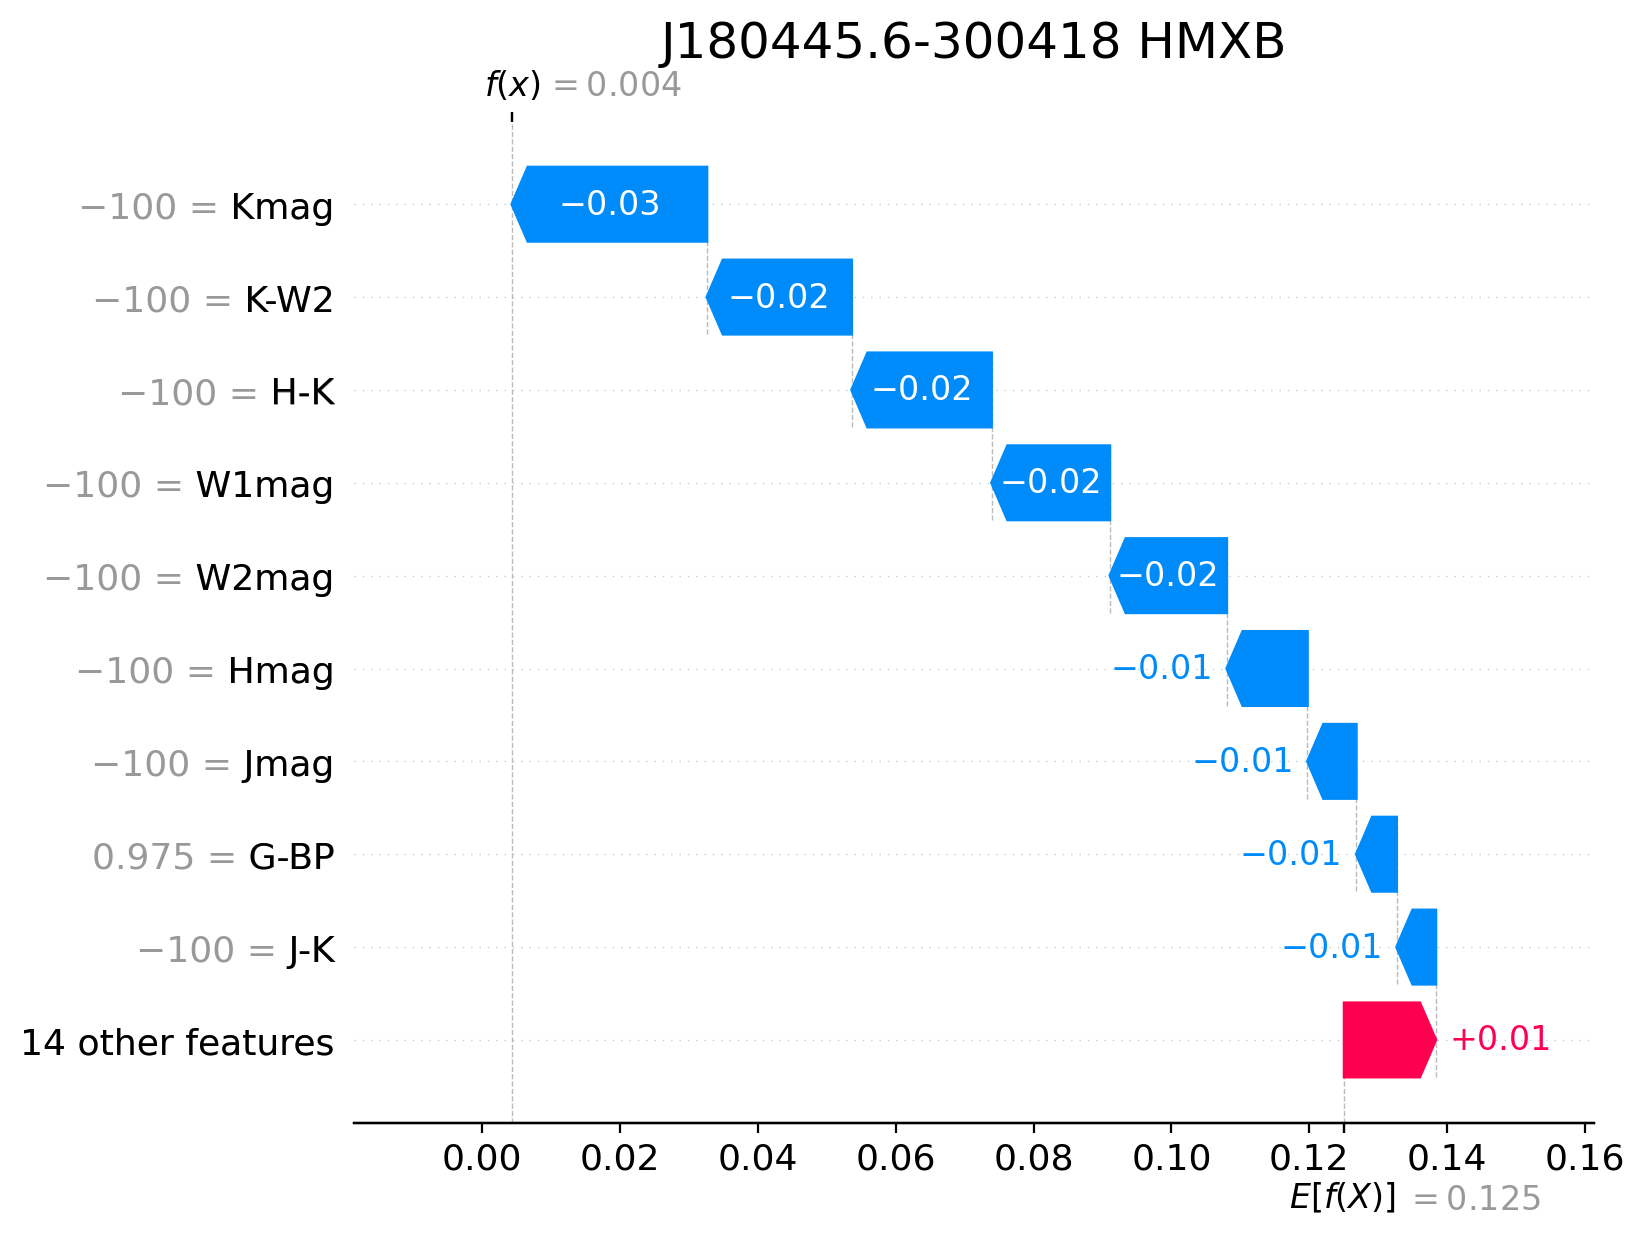 J180445.6-300418 HMXB
f(x) = 0.004
−100 = Kmag
−0.03
−100 = K-W2
−0.02
−100 = H-K
−0.02
−100 = W1mag
−0.02
−100 = W2mag
−0.02
−100 = Hmag
−0.01
−100 = Jmag
−0.01
0.975 = G-BP
−0.01
−100 = J-K
−0.01
14 other features
+0.01
0.00 0.02 0.04 0.06 0.08 0.10 0.12 0.14 0.16
E[f(X)] = 0.125